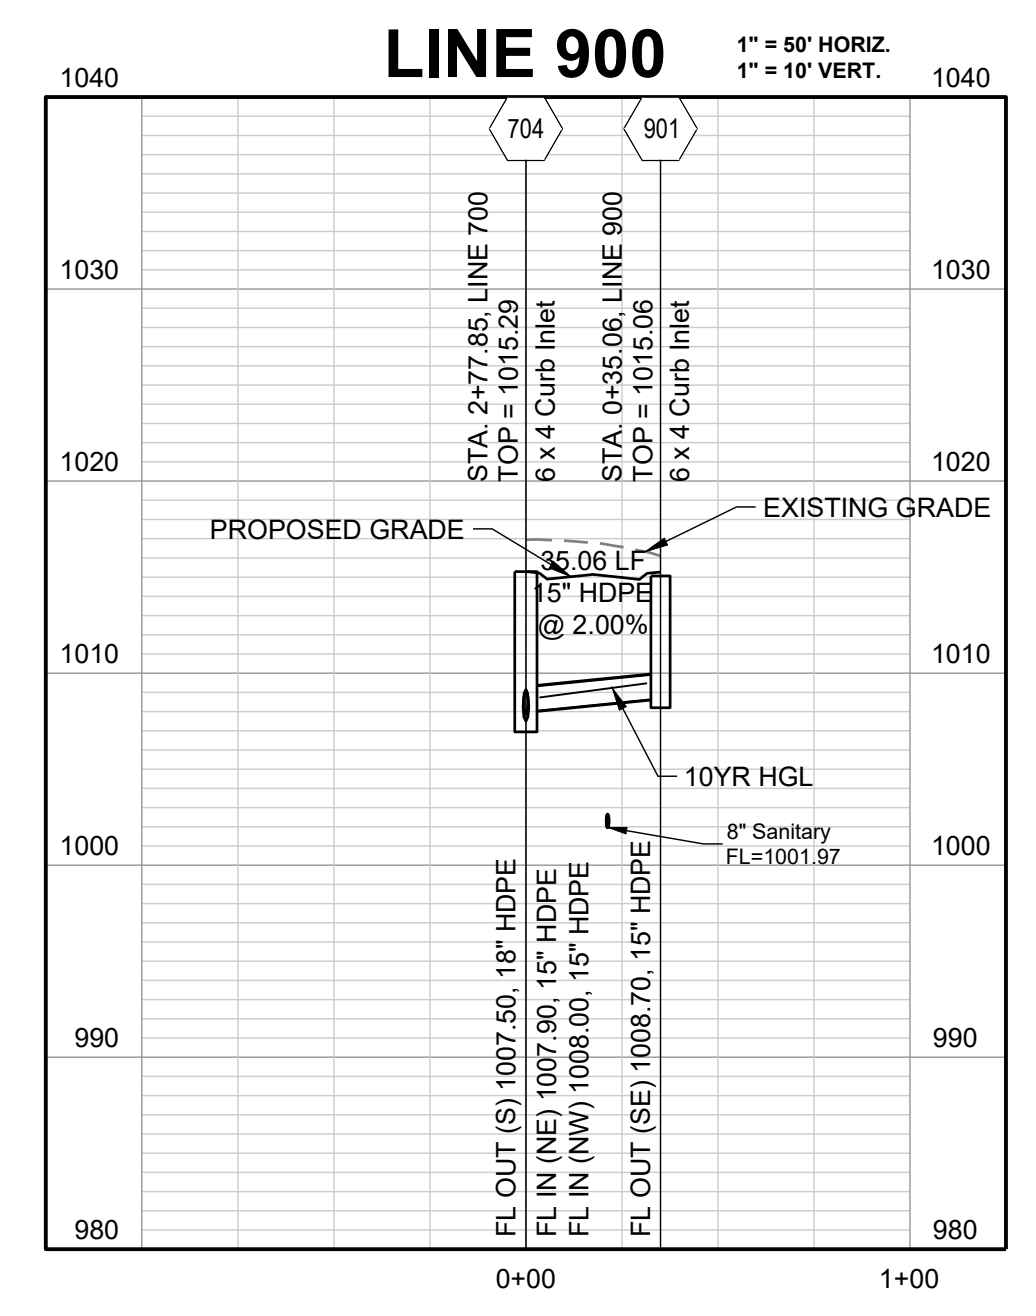 LINE 900
1" = 50' HORIZ.
1" = 10' VERT.
1040
1040
704
901
STA. 2+77.85, LINE 700
TOP = 1015.29
6 x 4 Curb Inlet
STA. 0+35.06, LINE 900
TOP = 1015.06
6 x 4 Curb Inlet
1030
1030
1020
1020
PROPOSED GRADE
EXISTING GRADE
35.06 LF
15" HDPE
@ 2.00%
1010
1010
10YR HGL
8" Sanitary
FL=1001.97
1000
1000
FL OUT (S) 1007.50, 18" HDPE
FL IN (NE) 1007.90, 15" HDPE
FL IN (NW) 1008.00, 15" HDPE
FL OUT (SE) 1008.70, 15" HDPE
990
990
980
980
0+00
1+00